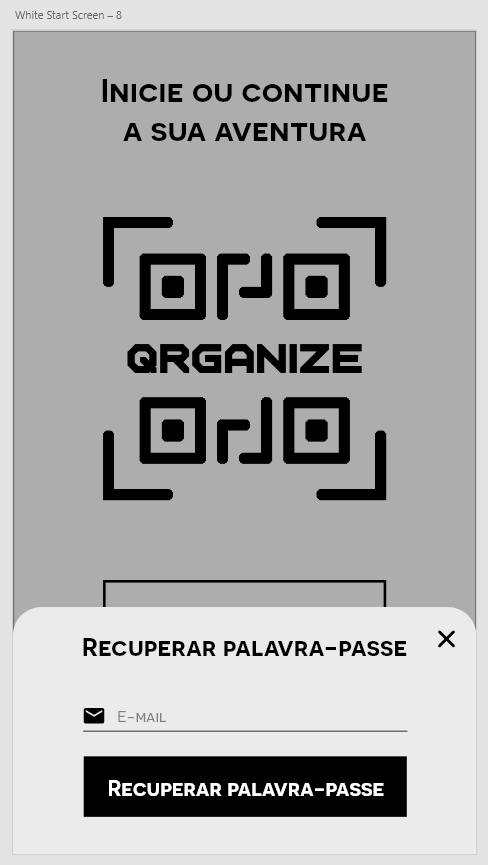 White Start Screen – 8
Inicie ou continue
a sua aventura
QRGANIZE
Recuperar palavra-passe
E-mail
Recuperar palavra-passe